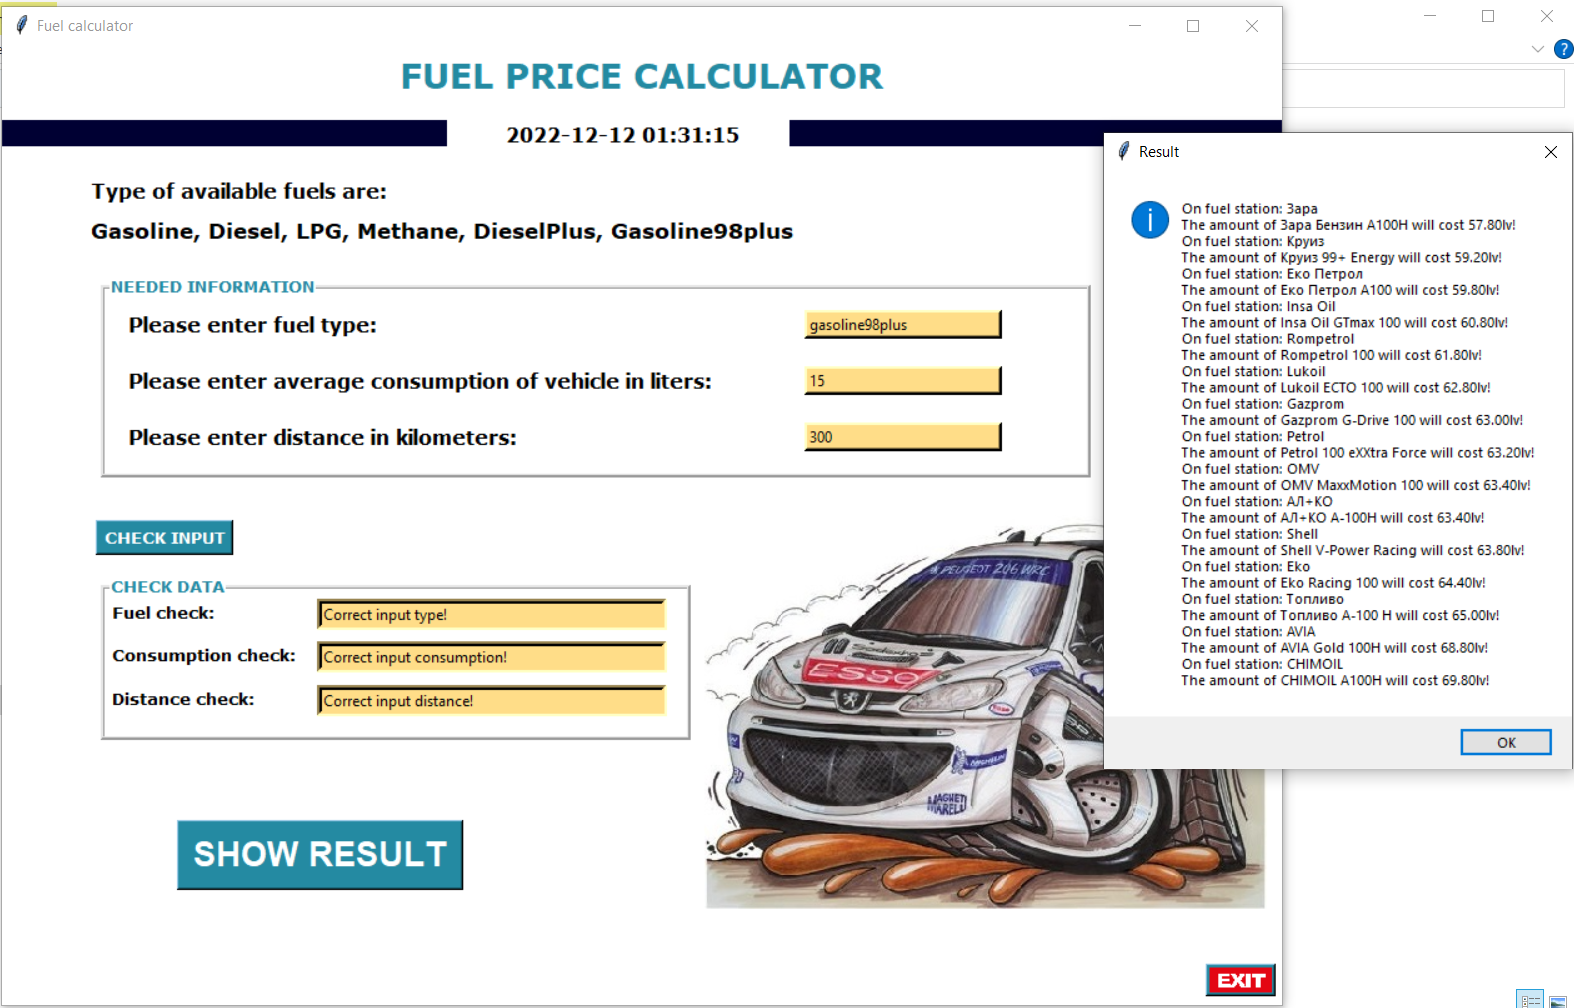 Fuel calculator
FUEL PRICE CALCULATOR
2022-12-12 01:31:15
Type of available fuels are:
Gasoline, Diesel, LPG, Methane, DieselPlus, Gasoline98plus
NEEDED INFORMATION
Please enter fuel type:
gasoline98plus
Please enter average consumption of vehicle in liters:
15
Please enter distance in kilometers:
300
CHECK INPUT
CHECK DATA
Fuel check:
Correct input type!
Consumption check:
Correct input consumption!
Distance check:
Correct input distance!
SHOW RESULT
PEUGEOT 206 WRC
ESSO
MICHELIN
MAGNETI
MARELLI
EXIT
?
Result
i
On fuel station: Зара
The amount of Зара Бензин А100Н will cost 57.80lv!
On fuel station: Круиз
The amount of Круиз 99+ Energy will cost 59.20lv!
On fuel station: Еко Петрол
The amount of Еко Петрол А100 will cost 59.80lv!
On fuel station: Insa Oil
The amount of Insa Oil GTmax 100 will cost 60.80lv!
On fuel station: Rompetrol
The amount of Rompetrol 100 will cost 61.80lv!
On fuel station: Lukoil
The amount of Lukoil ECTO 100 will cost 62.80lv!
On fuel station: Gazprom
The amount of Gazprom G-Drive 100 will cost 63.00lv!
On fuel station: Petrol
The amount of Petrol 100 eXXtra Force will cost 63.20lv!
On fuel station: OMV
The amount of OMV MaxxMotion 100 will cost 63.40lv!
On fuel station: АЛ+КО
The amount of АЛ+КО А-100Н will cost 63.40lv!
On fuel station: Shell
The amount of Shell V-Power Racing will cost 63.80lv!
On fuel station: Eko
The amount of Eko Racing 100 will cost 64.40lv!
On fuel station: Топливо
The amount of Топливо А-100 Н will cost 65.00lv!
On fuel station: AVIA
The amount of AVIA Gold 100H will cost 68.80lv!
On fuel station: CHIMOIL
The amount of CHIMOIL A100H will cost 69.80lv!
OK